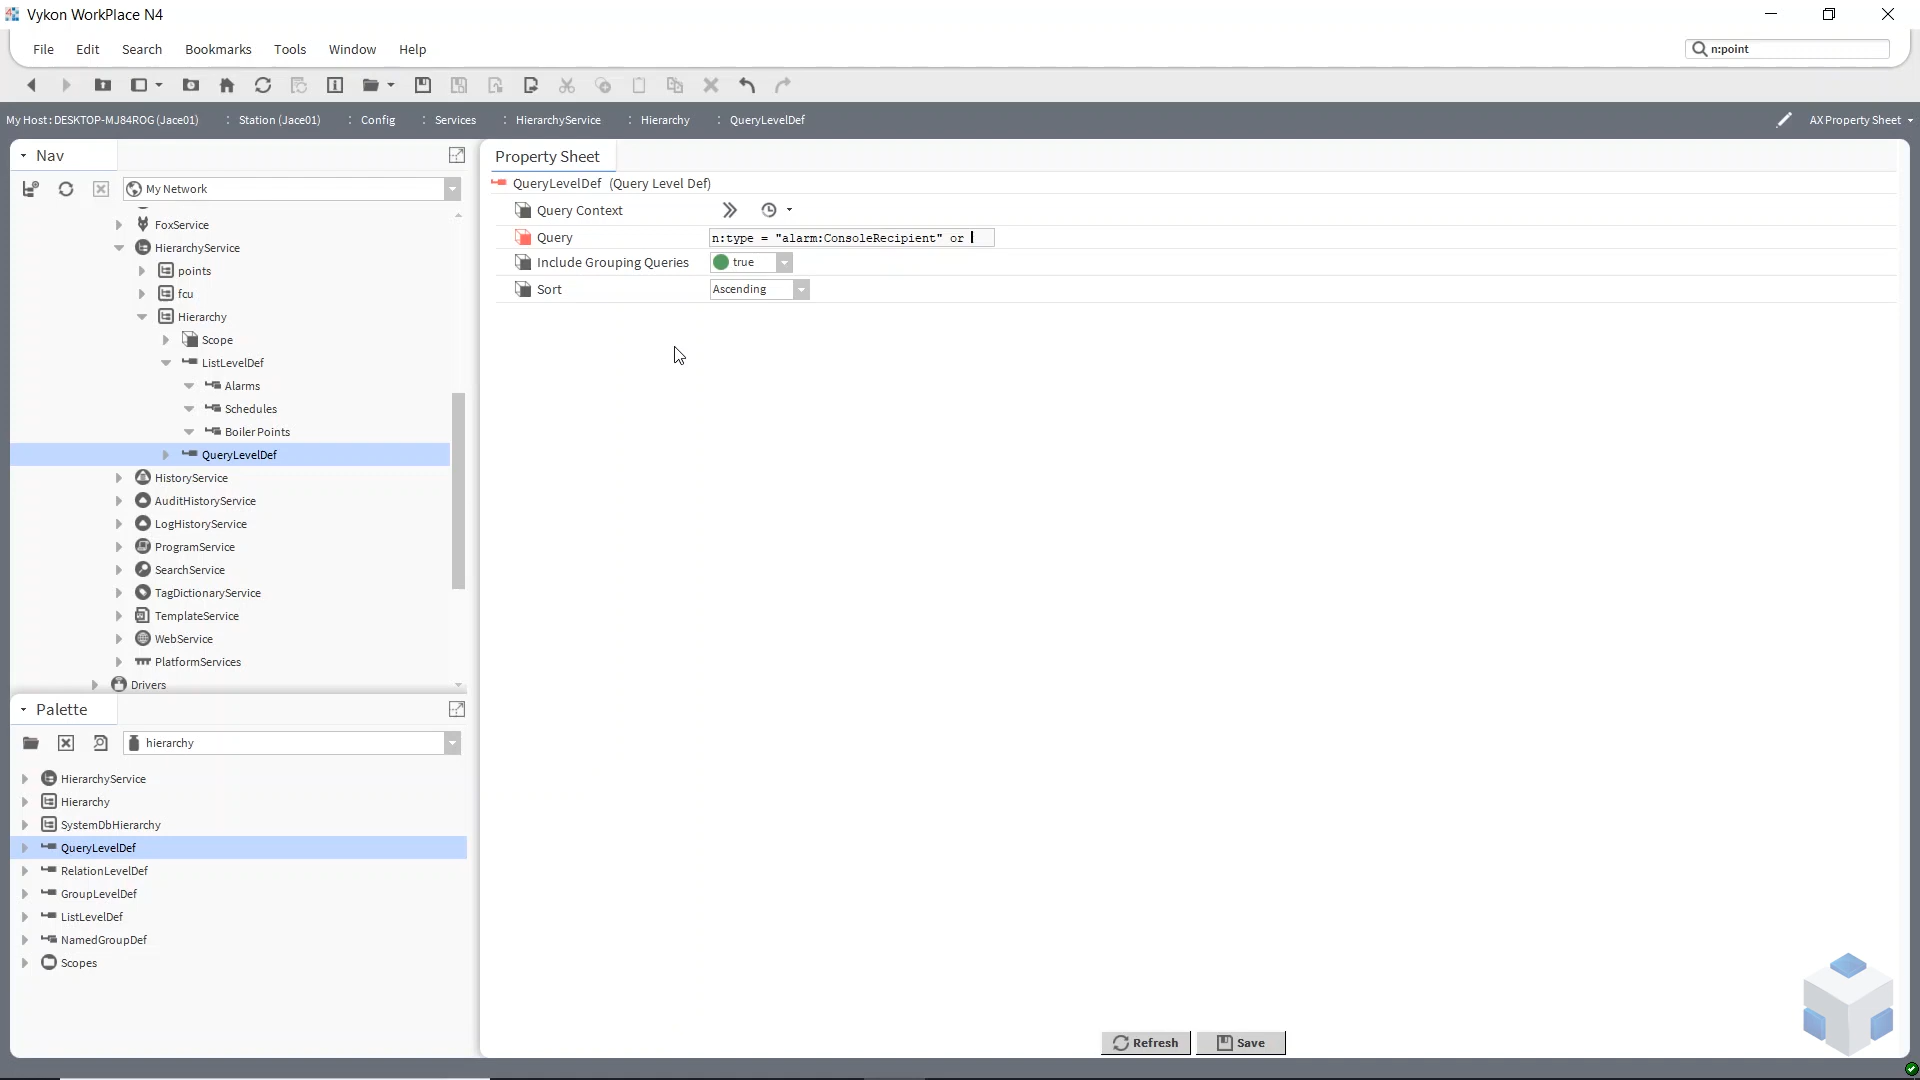 Vykon WorkPlace N4
File Edit Search Bookmarks Tools Window Help
n:point
My Host : DESKTOP-MJ84ROG (Jace01) : Station (Jace01) : Config : Services : HierarchyService : Hierarchy : QueryLevelDef
AX Property Sheet
Nav
My Network
FoxService
HierarchyService
points
fcu
Hierarchy
Scope
ListLevelDef
Alarms
Schedules
Boiler Points
QueryLevelDef
HistoryService
AuditHistoryService
LogHistoryService
ProgramService
SearchService
TagDictionaryService
TemplateService
WebService
PlatformServices
Drivers
Palette
hierarchy
HierarchyService
Hierarchy
SystemDbHierarchy
QueryLevelDef
RelationLevelDef
GroupLevelDef
ListLevelDef
NamedGroupDef
Scopes
Property Sheet
QueryLevelDef (Query Level Def)
Query Context
Query n:type = "alarm:ConsoleRecipient" or
Include Grouping Queries true
Sort Ascending
Refresh Save